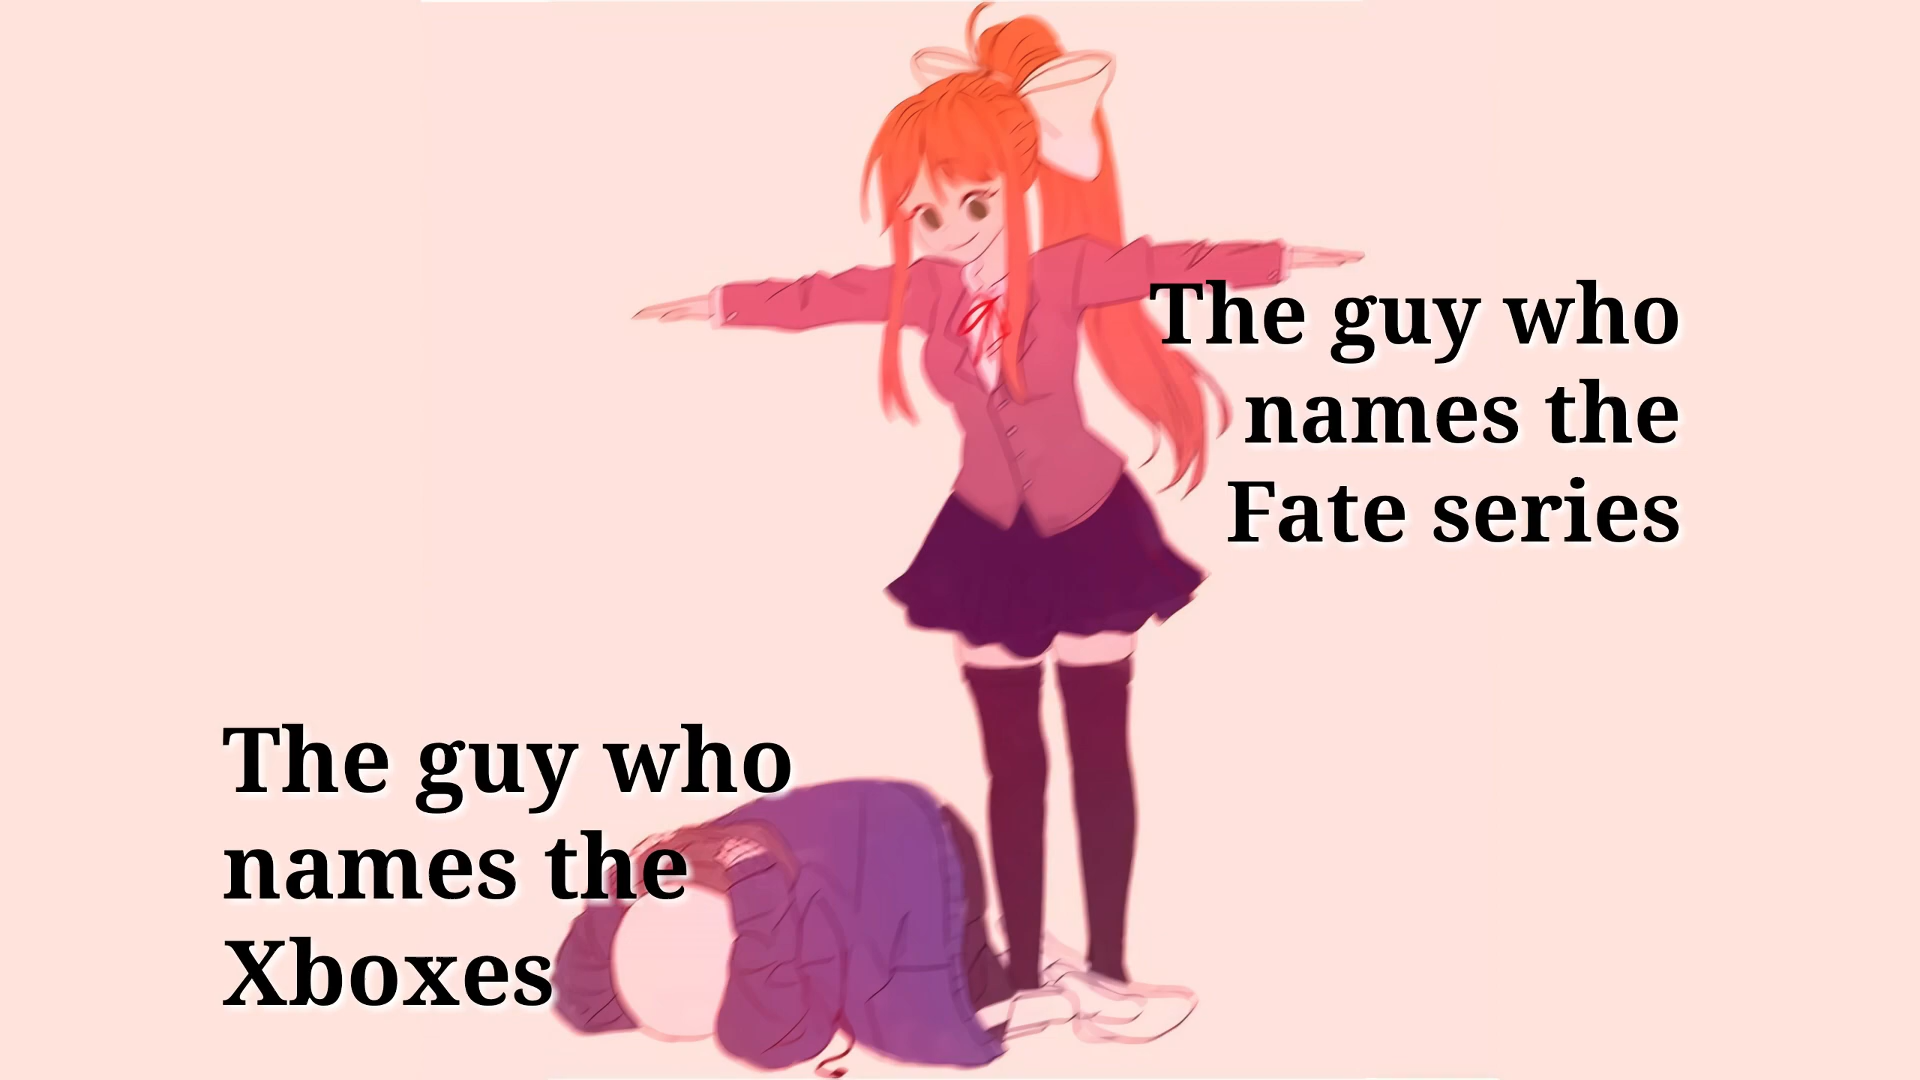 The guy who
names the
Fate series
The guy who
names the
Xboxes